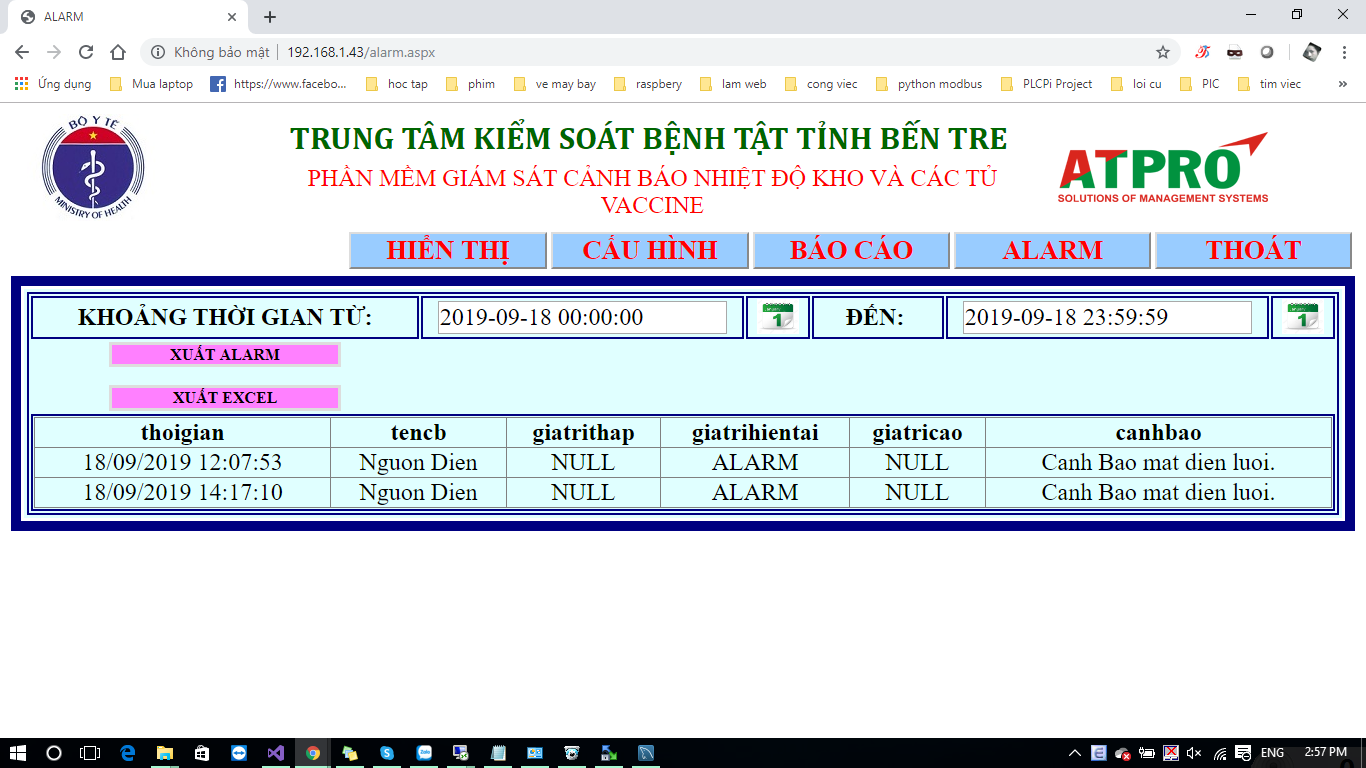 ALARM
Không bảo mật 192.168.1.43/alarm.aspx
Ứng dụng Mua laptop https://www.facebo... hoc tap phim ve may bay raspbery lam web cong viec python modbus PLCPi Project loi cu PIC tim viec »
BỘ Y TẾ
MINISTRY OF HEALTH
TRUNG TÂM KIỂM SOÁT BỆNH TẬT TỈNH BẾN TRE
PHẦN MỀM GIÁM SÁT CẢNH BÁO NHIỆT ĐỘ KHO VÀ CÁC TỦ
VACCINE
ATPRO
SOLUTIONS OF MANAGEMENT SYSTEMS
HIỂN THỊ CẤU HÌNH BÁO CÁO ALARM THOÁT
KHOẢNG THỜI GIAN TỪ: 2019-09-18 00:00:00 1 ĐẾN: 2019-09-18 23:59:59 1
XUẤT ALARM
XUẤT EXCEL
thoigian tencb giatrithap giatrihientai giatricao canhbao
18/09/2019 12:07:53 Nguon Dien NULL ALARM NULL Canh Bao mat dien luoi.
18/09/2019 14:17:10 Nguon Dien NULL ALARM NULL Canh Bao mat dien luoi.
ENG 2:57 PM